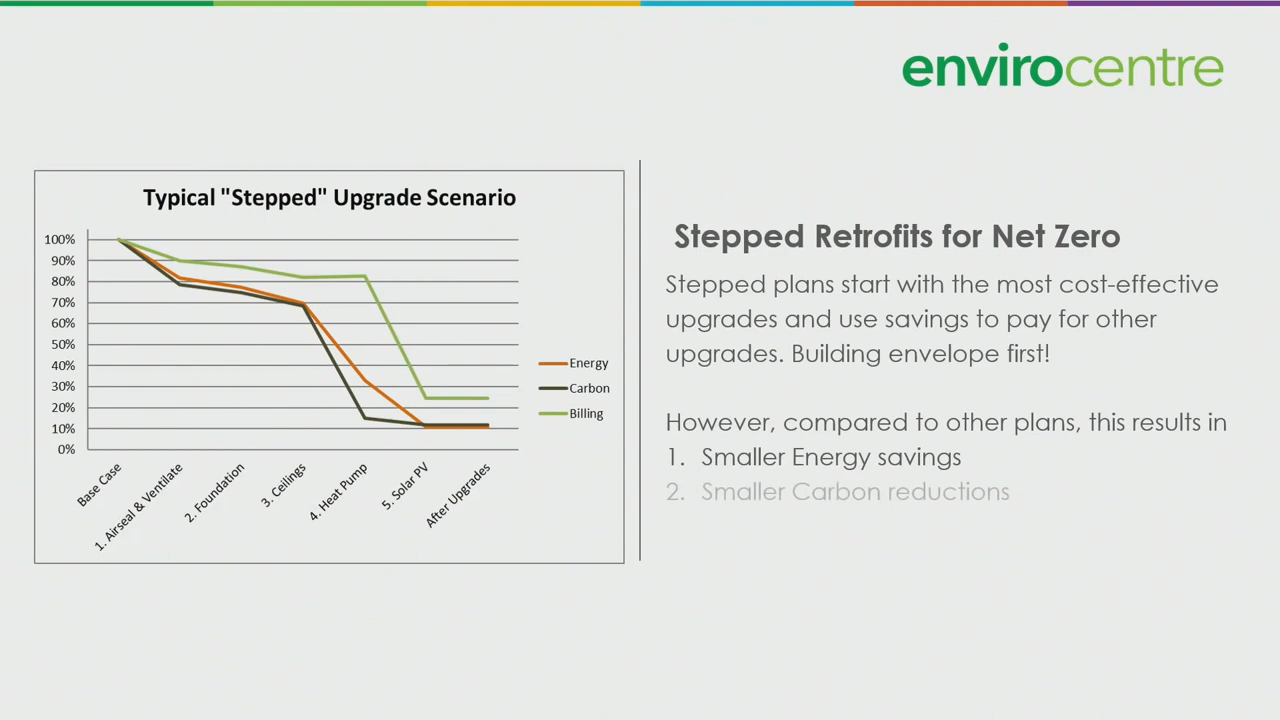 envirocentre
Typical "Stepped" Upgrade Scenario
100%
90%
80%
70%
60%
50%
40%
30%
20%
10%
0%
Base Case
1. Airseal & Ventilate
2. Foundation
3. Ceilings
4. Heat Pump
5. Solar PV
After Upgrades
Energy
Carbon
Billing
Stepped Retrofits for Net Zero
Stepped plans start with the most cost-effective
upgrades and use savings to pay for other
upgrades. Building envelope first!
However, compared to other plans, this results in
1. Smaller Energy savings
2. Smaller Carbon reductions